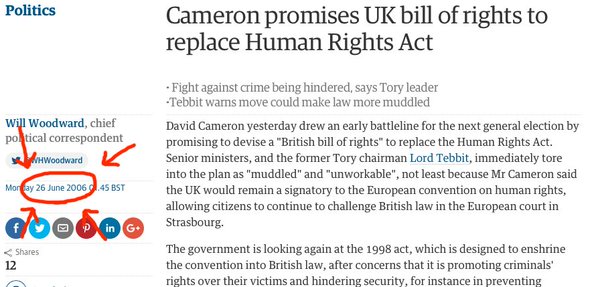 Politics
Cameron promises UK bill of rights to
replace Human Rights Act
• Fight against crime being hindered, says Tory leader
•Tebbit warns move could make law more muddled
Will Woodward, chief
political correspondent
@WHWoodward
Monday 26 June 2006 01.45 BST
Shares
12
David Cameron yesterday drew an early battleline for the next general election by
promising to devise a "British bill of rights" to replace the Human Rights Act.
Senior ministers, and the former Tory chairman Lord Tebbit, immediately tore
into the plan as "muddled" and "unworkable", not least because Mr Cameron said
the UK would remain a signatory to the European convention on human rights,
allowing citizens to continue to challenge British law in the European court in
Strasbourg.
The government is looking again at the 1998 act, which is designed to enshrine
the convention into British law, after concerns that it is promoting criminals'
rights over their victims and hindering security, for instance in preventing